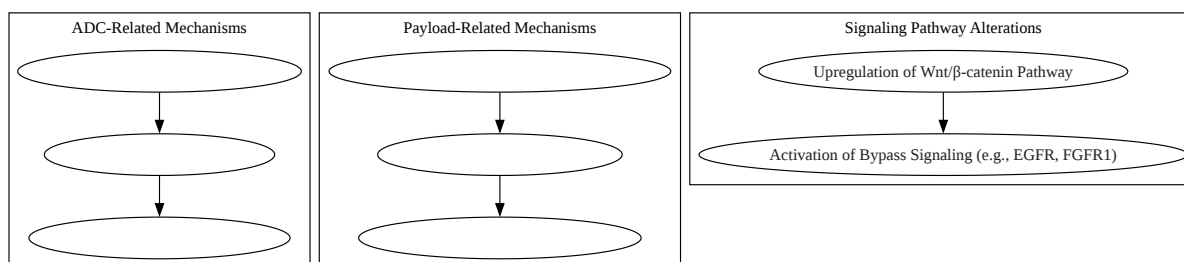 ADC-Related Mechanisms
Payload-Related Mechanisms
Signaling Pathway Alterations
Upregulation of Wnt/β-catenin Pathway
Activation of Bypass Signaling (e.g., EGFR, FGFR1)